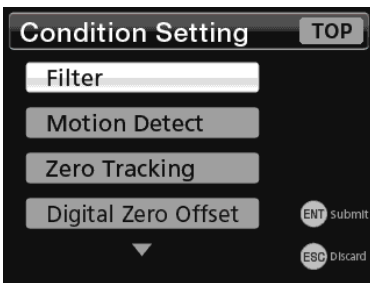 Condition Setting TOP
Filter
Motion Detect
Zero Tracking
Digital Zero Offset
ENT Submit
ESC Discard